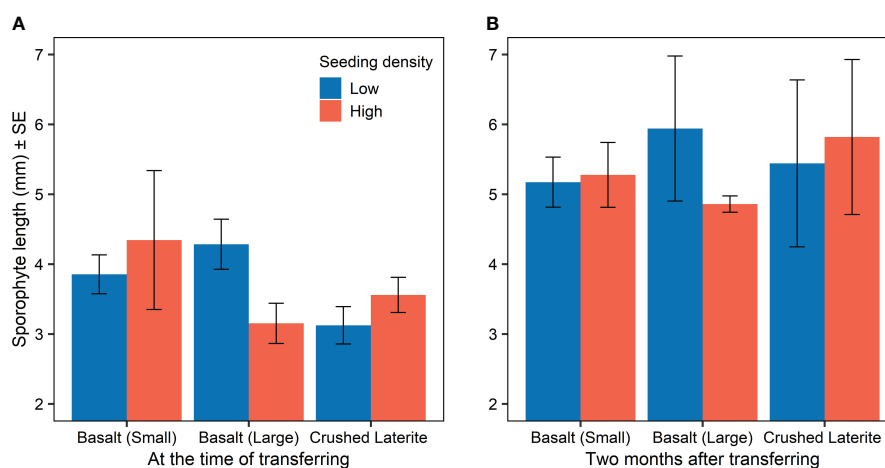 A
B
Sporophyte length (mm) ± SE
7
6
5
4
3
2
Seeding density
Low
High
Basalt (Small) Basalt (Large) Crushed Laterite
At the time of transferring
7
6
5
4
3
2
Basalt (Small) Basalt (Large) Crushed Laterite
Two months after transferring